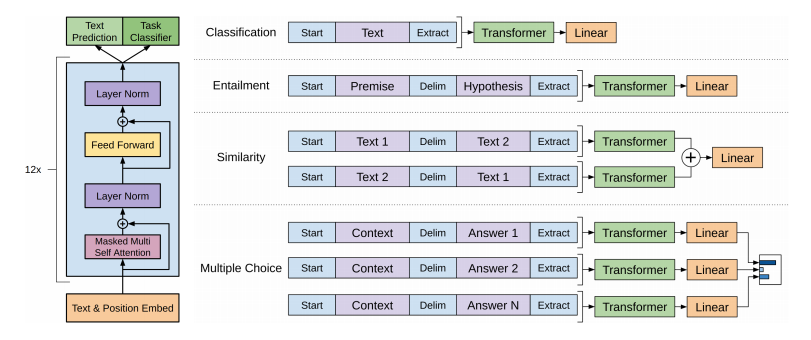 Text Prediction
Task Classifier
Layer Norm
+
Feed Forward
12x
Layer Norm
+
Masked Multi
Self Attention
Text & Position Embed
Classification
Start Text Extract Transformer Linear
Entailment
Start Premise Delim Hypothesis Extract Transformer Linear
Similarity
Start Text 1 Delim Text 2 Extract Transformer
+ Linear
Start Text 2 Delim Text 1 Extract Transformer
Multiple Choice
Start Context Delim Answer 1 Extract Transformer Linear
Start Context Delim Answer 2 Extract Transformer Linear
Start Context Delim Answer N Extract Transformer Linear